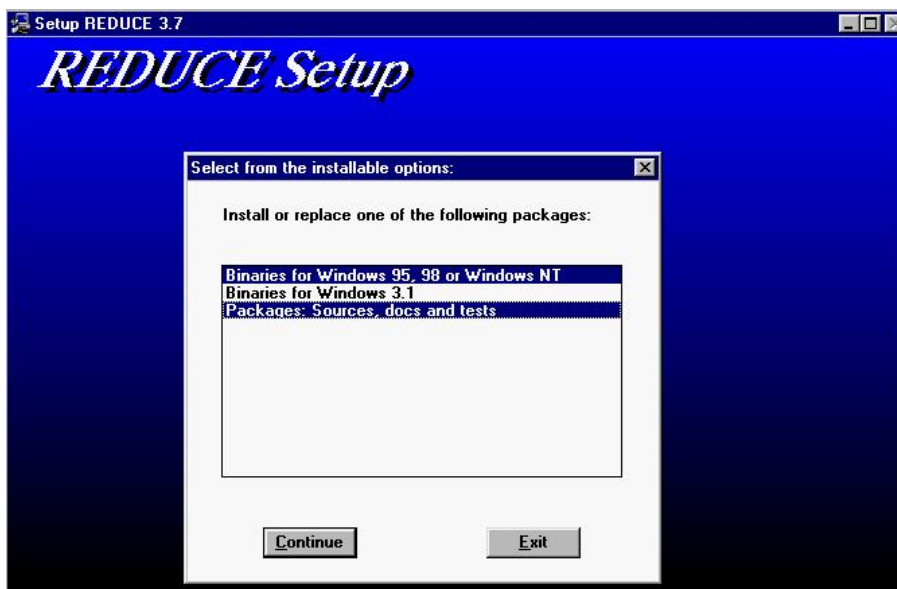 Setup REDUCE 3.7
REDUCE Setup
Select from the installable options:
Install or replace one of the following packages:
Binaries for Windows 95, 98 or Windows NT
Binaries for Windows 3.1
Packages: Sources, docs and tests
Continue
Exit